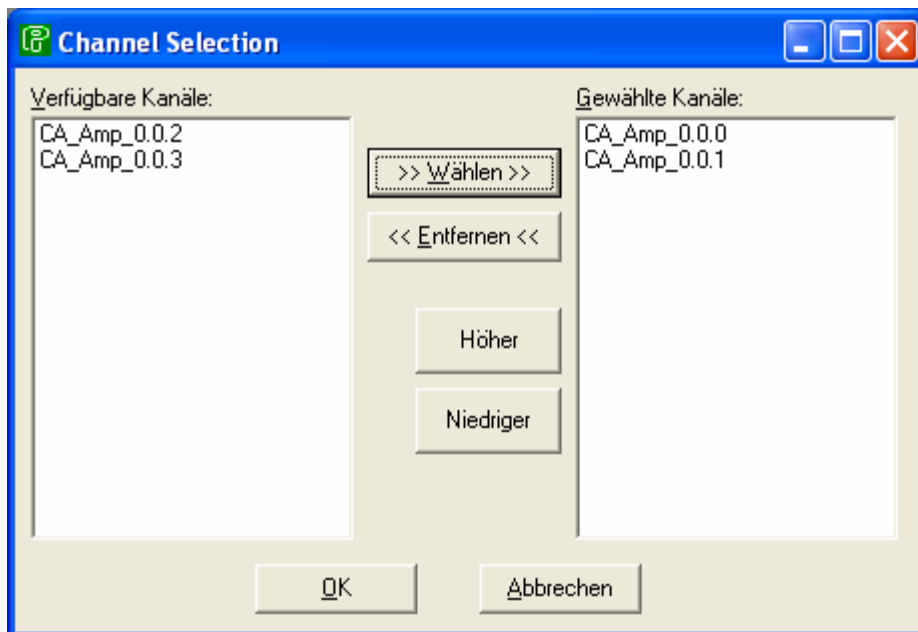 Channel Selection
Verfügbare Kanäle:
Gewählte Kanäle:
CA_Amp_0.0.2
CA_Amp_0.0.3
>> Wählen >>
<< Entfernen <<
Höher
Niedriger
CA_Amp_0.0.0
CA_Amp_0.0.1
OK
Abbrechen